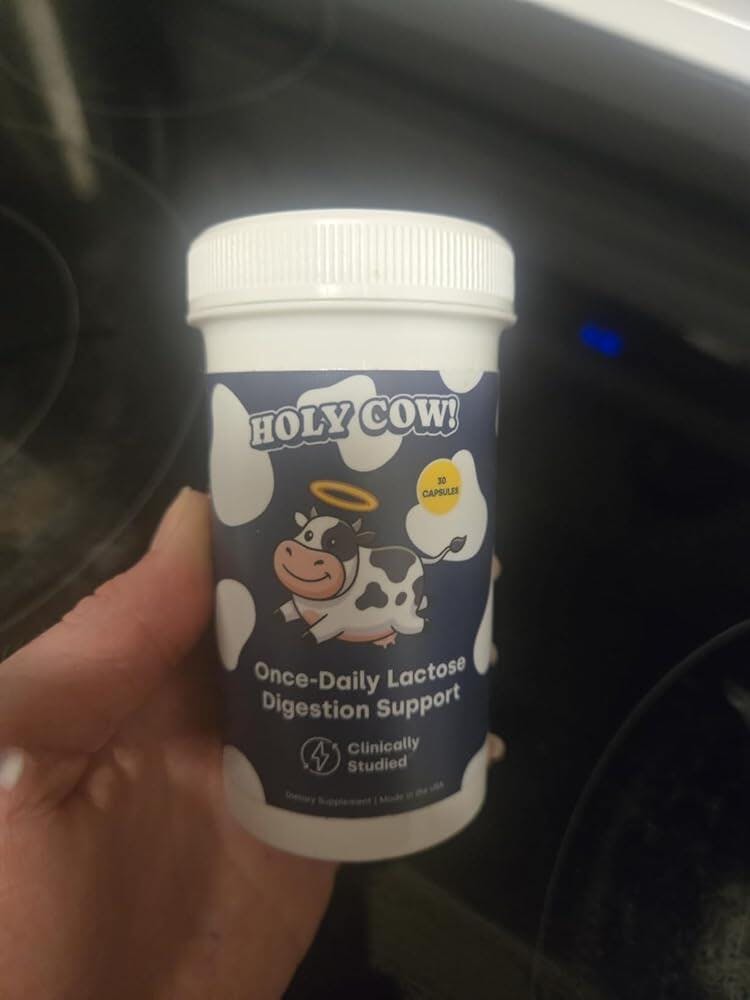 HOLY COW!
30
CAPSULES
Once-Daily Lactose
Digestion Support
Clinically
Studied
Dietary Supplement | Made in the USA